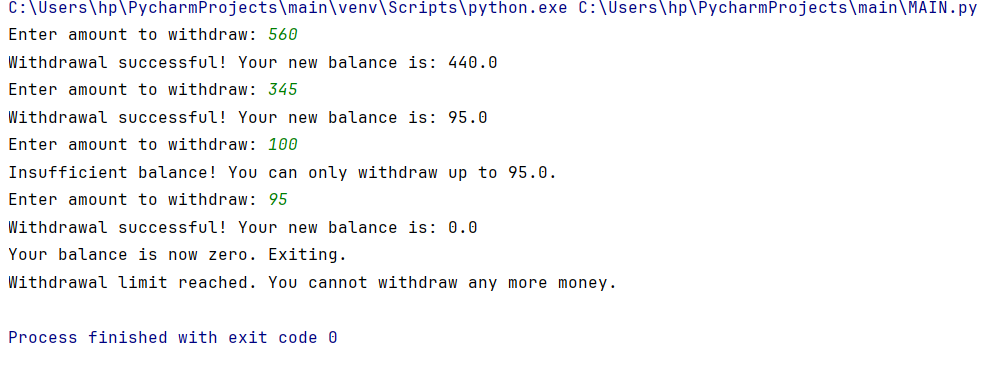 C:\Users\hp\PycharmProjects\main\venv\Scripts\python.exe C:\Users\hp\PycharmProjects\main\MAIN.py
Enter amount to withdraw: 560
Withdrawal successful! Your new balance is: 440.0
Enter amount to withdraw: 345
Withdrawal successful! Your new balance is: 95.0
Enter amount to withdraw: 100
Insufficient balance! You can only withdraw up to 95.0.
Enter amount to withdraw: 95
Withdrawal successful! Your new balance is: 0.0
Your balance is now zero. Exiting.
Withdrawal limit reached. You cannot withdraw any more money.
Process finished with exit code 0